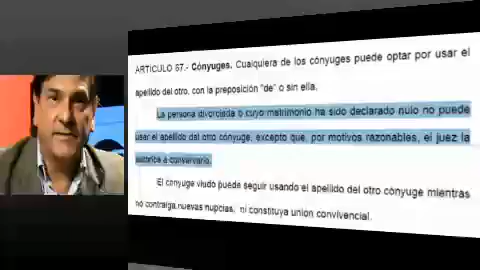 ARTICULO 67.- Cónyuges. Cualquiera de los cónyuges puede optar por usar el
apellido del otro, con la preposición "de" o sin ella.
La persona divorciada o cuyo matrimonio ha sido declarado nulo no puede
usar el apellido del otro cónyuge, excepto que, por motivos razonables, el juez la
autorice a conservarlo.
El cónyuge viudo puede seguir usando el apellido del otro cónyuge mientras
no contraiga nuevas nupcias, ni constituya unión convivencial.